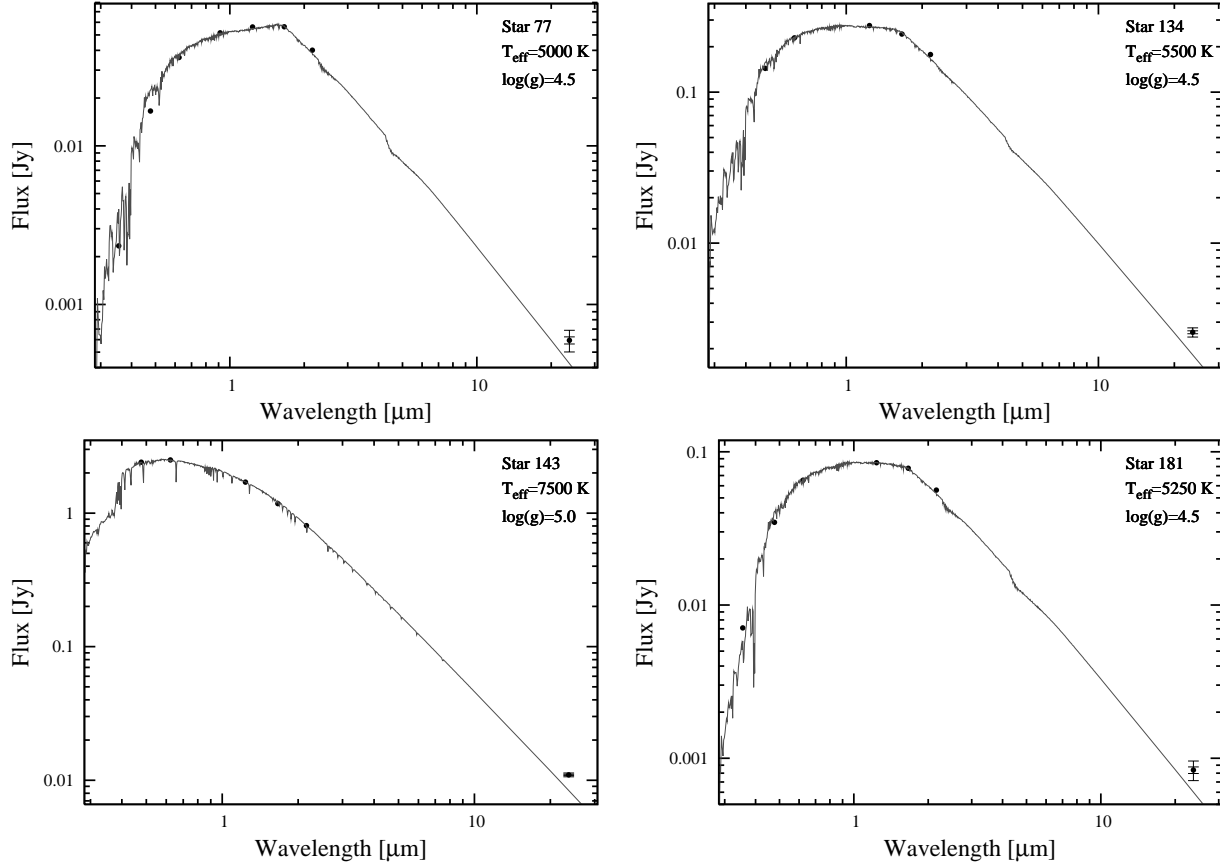 Star 77
T_eff=5000 K
log(g)=4.5
0.01
0.001
1
10
Flux [Jy]
Wavelength [μm]
Star 134
T_eff=5500 K
log(g)=4.5
0.1
0.01
1
10
Flux [Jy]
Wavelength [μm]
Star 143
T_eff=7500 K
log(g)=5.0
1
0.1
0.01
1
10
Flux [Jy]
Wavelength [μm]
Star 181
T_eff=5250 K
log(g)=4.5
0.1
0.01
0.001
1
10
Flux [Jy]
Wavelength [μm]